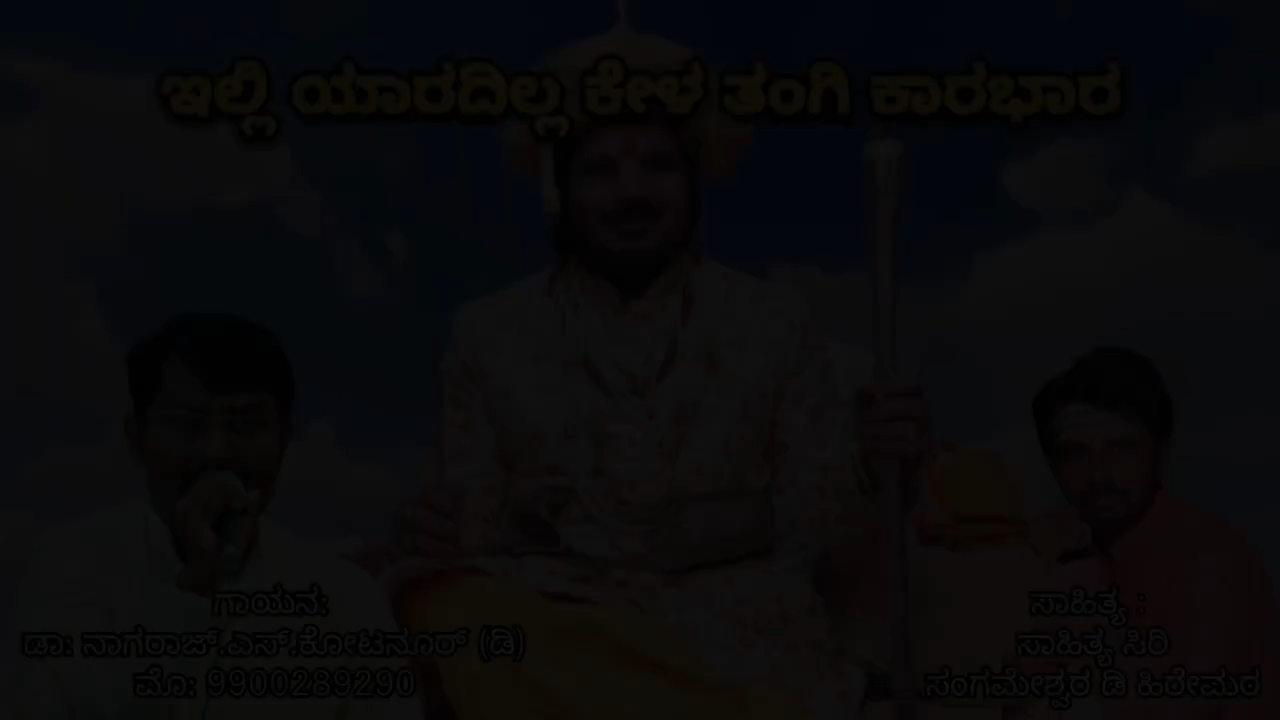 ಇಲ್ಲಿ ಯಾರದಿಲ್ಲ ಕೇಳ ತಂಗಿ ಕಾರಭಾರ
ಗಾಯನ:
ಡಾ: ನಾಗರಾಜ್.ಎಸ್.ಕೋಟನೂರ್ (ಡಿ)
ಮೊ: 9900289290
ಸಾಹಿತ್ಯ :
ಸಾಹಿತ್ಯ ಸಿರಿ
ಸಂಗಮೇಶ್ವರ ಡಿ ಹಿರೇಮಠ